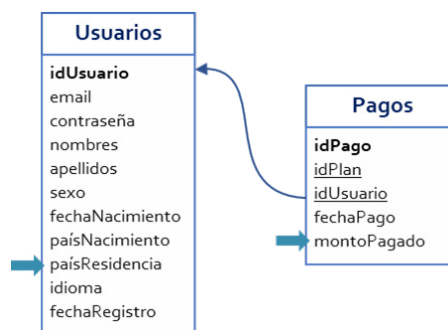 Usuarios
idUsuario
email
contraseña
nombres
apellidos
sexo
fechaNacimiento
paísNacimiento
paísResidencia
idioma
fechaRegistro
Pagos
idPago
idPlan
idUsuario
fechaPago
montoPagado